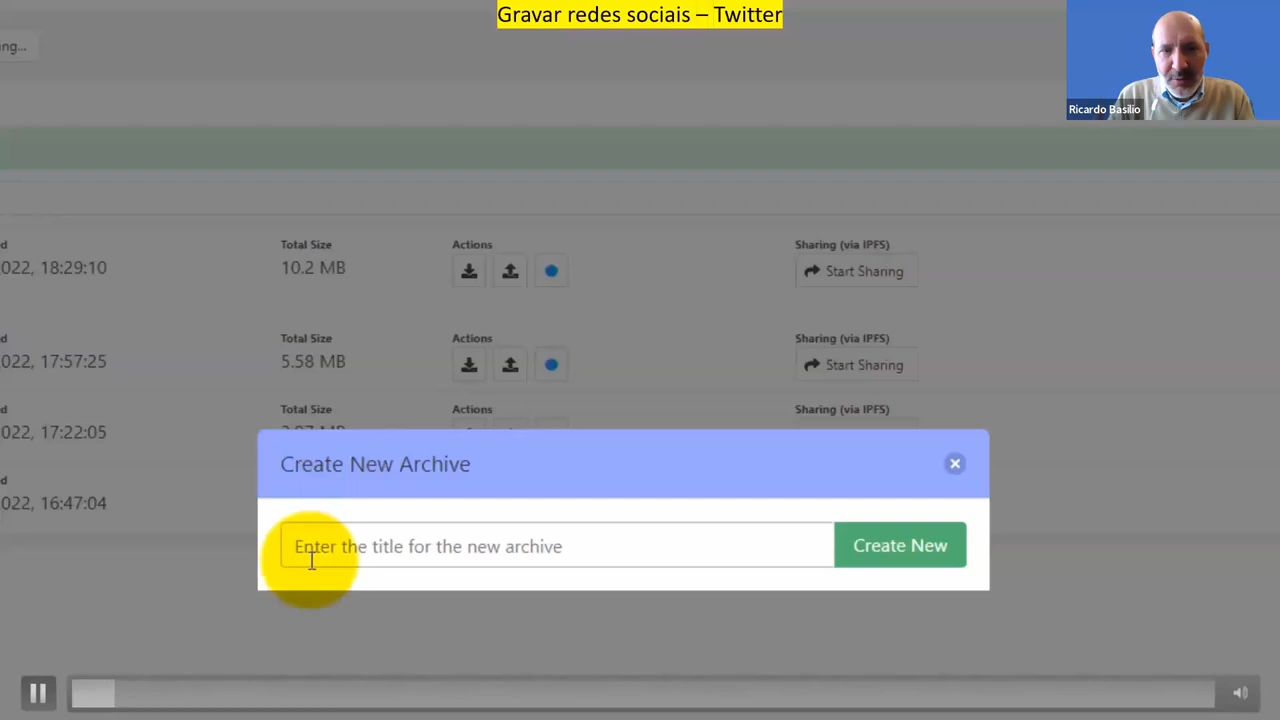 Gravar redes sociais – Twitter
ng...
Ricardo Basílio
d Total Size Actions Sharing (via IPFS)
022, 18:29:10 10.2 MB Start Sharing
d Total Size Actions Sharing (via IPFS)
022, 17:57:25 5.58 MB Start Sharing
d Total Size Actions Sharing (via IPFS)
022, 17:22:05
Create New Archive
d
022, 16:47:04
Enter the title for the new archive Create New